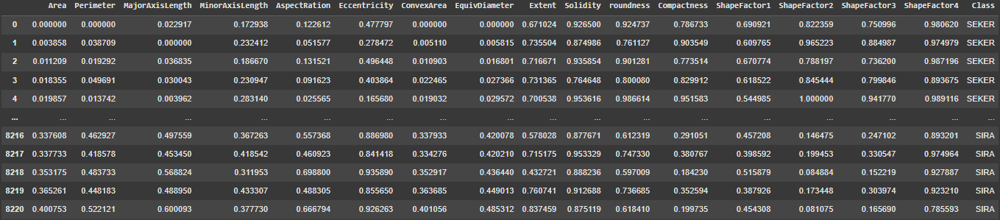 Area Perimeter MajorAxisLength MinorAxisLength AspectRation Eccentricity ConvexArea EquivDiameter Extent Solidity roundness Compactness ShapeFactor1 ShapeFactor2 ShapeFactor3 ShapeFactor4 Class
0 0.000000 0.000000 0.022917 0.172938 0.122612 0.477797 0.000000 0.000000 0.671024 0.926500 0.924737 0.786733 0.690921 0.822359 0.750996 0.980620 SEKER
1 0.003858 0.038709 0.000000 0.232412 0.051577 0.278472 0.005110 0.005815 0.735504 0.874986 0.761127 0.903549 0.609765 0.965223 0.884987 0.974979 SEKER
2 0.011209 0.019292 0.036835 0.186670 0.131521 0.496448 0.010903 0.016801 0.716671 0.935854 0.901281 0.773514 0.670774 0.788197 0.736200 0.987196 SEKER
3 0.018355 0.049691 0.030043 0.230947 0.091623 0.403864 0.022465 0.027366 0.731365 0.764648 0.800080 0.829912 0.618522 0.845444 0.799846 0.893675 SEKER
4 0.019857 0.013742 0.003962 0.283140 0.025565 0.165680 0.019032 0.029572 0.700538 0.953616 0.986614 0.951583 0.544985 1.000000 0.941770 0.989116 SEKER
... ... ... ... ... ... ... ... ... ... ... ... ... ... ... ... ... ...
8216 0.337608 0.462927 0.497559 0.367263 0.557368 0.886980 0.337933 0.420078 0.578028 0.877671 0.612319 0.291051 0.457208 0.146475 0.247102 0.893201 SIRA
8217 0.337733 0.418578 0.453450 0.418542 0.460923 0.841418 0.334276 0.420210 0.715175 0.953329 0.747330 0.380767 0.398592 0.199453 0.330547 0.974964 SIRA
8218 0.353175 0.483733 0.568824 0.311953 0.698800 0.935890 0.352917 0.436440 0.432721 0.888236 0.597009 0.184230 0.515879 0.084884 0.152219 0.927887 SIRA
8219 0.365261 0.448183 0.488950 0.433307 0.488305 0.855650 0.363685 0.449013 0.760741 0.912688 0.736685 0.352594 0.387926 0.173448 0.303974 0.923210 SIRA
8220 0.400753 0.522121 0.600093 0.377730 0.666794 0.926263 0.401056 0.485312 0.837459 0.875119 0.618410 0.199735 0.454308 0.081075 0.165690 0.785593 SIRA